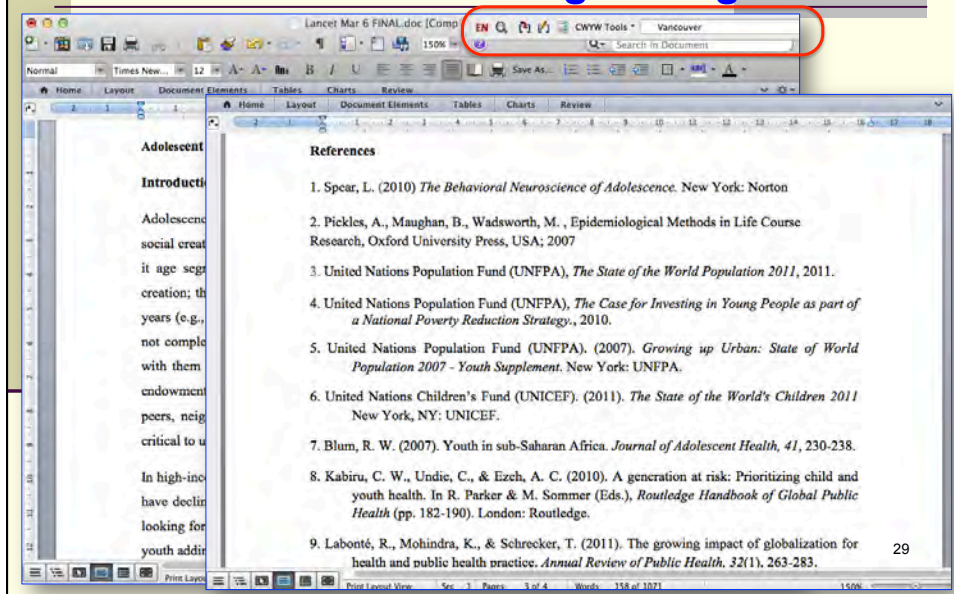 Lancet Mar 6 FINAL.doc [Comp
EN CWYW Tools Vancouver
150% Search in Document
Normal Times New... 12 A A B I U Save As...
Home Layout Document Elements Tables Charts Review
Home Layout Document Elements Tables Charts Review
Adolescent
Introducti
Adolescenc
social creat
it age segr
creation; th
years (e.g.,
not comple
with them
endowment
peers, neig
critical to u
In high-inc
have declin
looking for
youth addir
Print Layou
References
1. Spear, L. (2010) The Behavioral Neuroscience of Adolescence. New York: Norton
2. Pickles, A., Maughan, B., Wadsworth, M. , Epidemiological Methods in Life Course
Research, Oxford University Press, USA; 2007
3. United Nations Population Fund (UNFPA), The State of the World Population 2011, 2011.
4. United Nations Population Fund (UNFPA), The Case for Investing in Young People as part of
a National Poverty Reduction Strategy., 2010.
5. United Nations Population Fund (UNFPA). (2007). Growing up Urban: State of World
Population 2007 - Youth Supplement. New York: UNFPA.
6. United Nations Children's Fund (UNICEF). (2011). The State of the World's Children 2011
New York, NY: UNICEF.
7. Blum, R. W. (2007). Youth in sub-Saharan Africa. Journal of Adolescent Health, 41, 230-238.
8. Kabiru, C. W., Undie, C., & Ezeh, A. C. (2010). A generation at risk: Prioritizing child and
youth health. In R. Parker & M. Sommer (Eds.), Routledge Handbook of Global Public
Health (pp. 182-190). London: Routledge.
9. Labonté, R., Mohindra, K., & Schrecker, T. (2011). The growing impact of globalization for
health and public health practice. Annual Review of Public Health, 32(1), 263-283.
29
Print Layout View Sec 1 Pages: 3 of 4 Words: 158 of 1071 150%